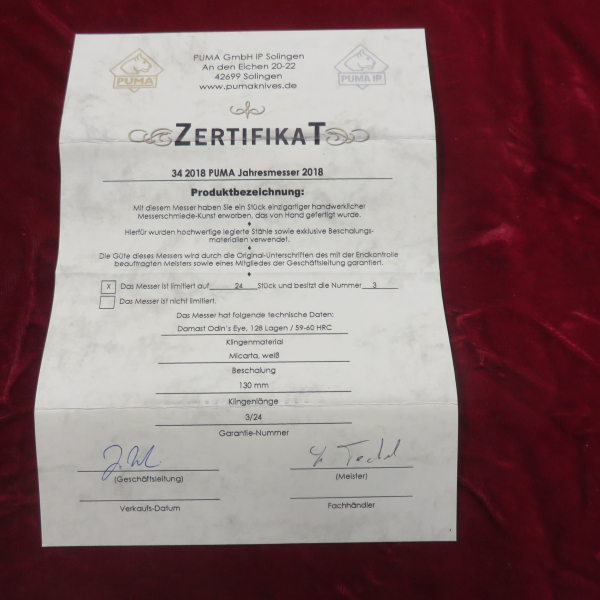 PUMA
PUMA GmbH IP Solingen
An den Eichen 20-22
42699 Solingen
www.pumaknives.de
PUMA IP
ZERTIFIKAT
34 2018 PUMA Jahresmesser 2018
Produktbezeichnung:
Mit diesem Messer haben Sie ein Stück einzigartiger handwerklicher
Messerschmiede-Kunst erworben, das von Hand gefertigt wurde.
Hierfür wurden hochwertige legierte Stähle sowie exklusive Beschalungs-
materialien verwendet.
Die Güte dieses Messers wird durch die Original-Unterschriften des mit der Endkontrolle
beauftragten Meisters sowie eines Mitgliedes der Geschäftsleitung garantiert.
X Das Messer ist limitiert auf 24 Stück und besitzt die Nummer 3
Das Messer ist nicht limitiert.
Das Messer hat folgende technische Daten:
Damast Odin's Eye, 128 Lagen / 59-60 HRC
Klingenmaterial
Micarta, weiß
Beschalung
130 mm
Klingenlänge
3/24
Garantie-Nummer
(Geschäftsleitung)
(Meister)
Verkaufs-Datum
Fachhändler